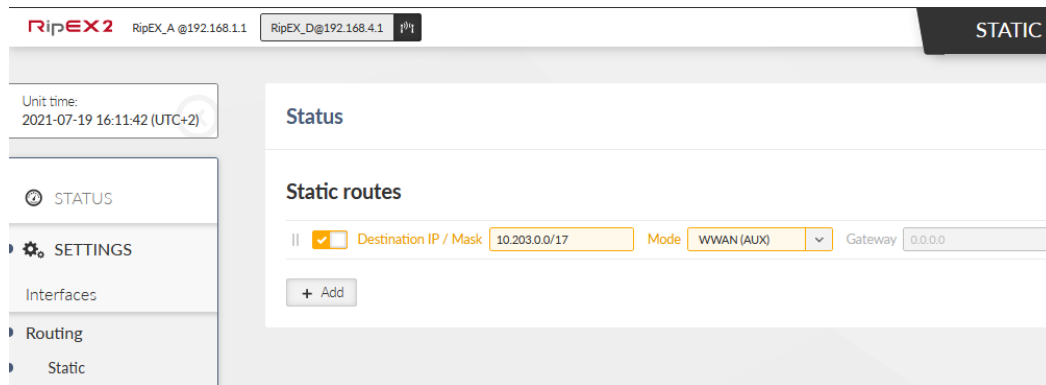 RipEX2 RipEX_A @192.168.1.1 RipEX_D@192.168.4.1 STATIC
Unit time:
2021-07-19 16:11:42 (UTC+2)
Status
STATUS
Static routes
Destination IP / Mask 10.203.0.0/17 Mode WWAN (AUX) Gateway 0.0.0.0
SETTINGS
+ Add
Interfaces
Routing
Static